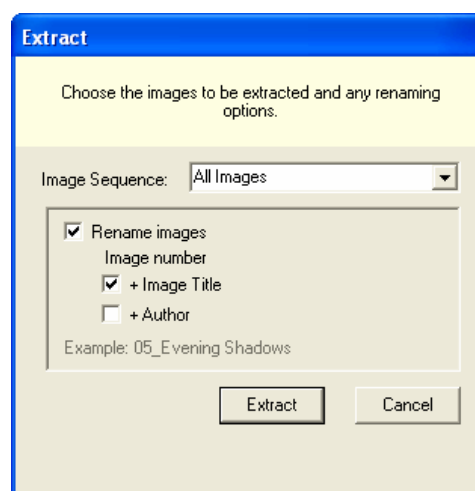 Extract
Choose the images to be extracted and any renaming
options.
Image Sequence: All Images
Rename images
Image number
+ Image Title
+ Author
Example: 05_Evening Shadows
Extract Cancel